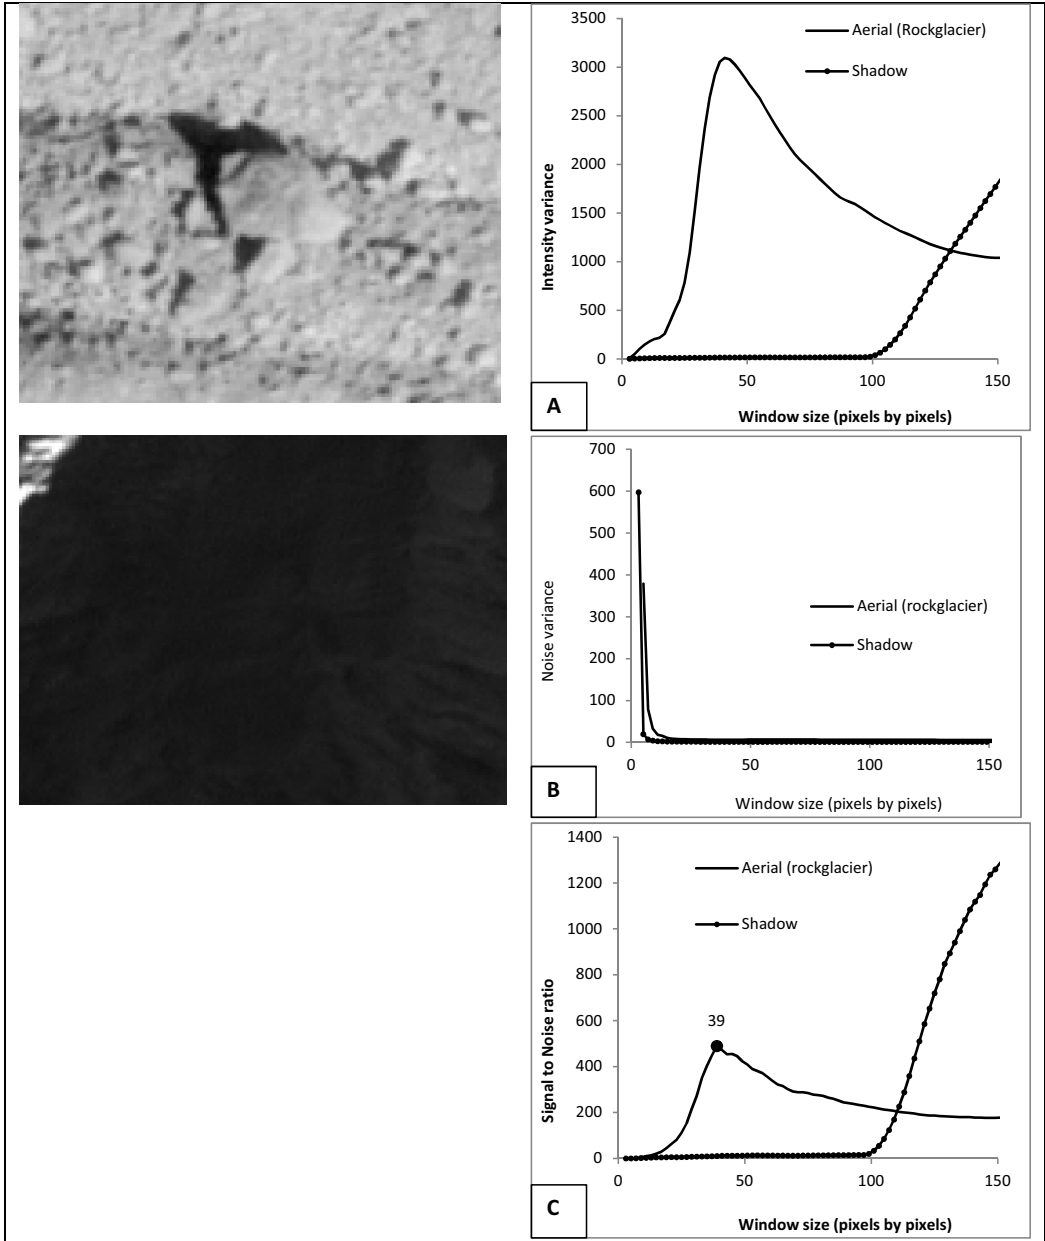 3500
3000
2500
2000
1500
1000
500
0
Intensity variance
Aerial (Rockglacier)
Shadow
0 50 100 150
A
Window size (pixels by pixels)
700
600
500
400
300
200
100
0
Noise variance
Aerial (rockglacier)
Shadow
0 50 100 150
B
Window size (pixels by pixels)
1400
1200
1000
800
600
400
200
0
Signal to Noise ratio
Aerial (rockglacier)
Shadow
39
0 50 100 150
C
Window size (pixels by pixels)